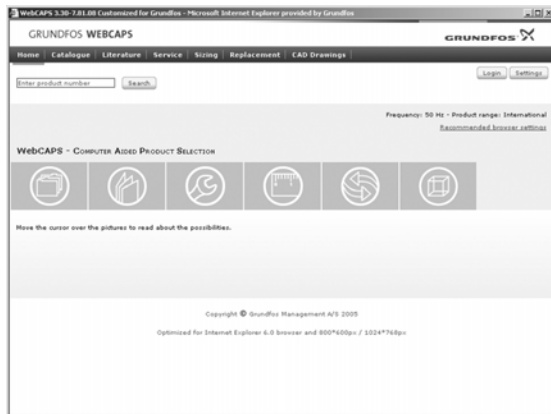 WebCAPS 3.30-7.81.08 Customized for Grundfos - Microsoft Internet Explorer provided by Grundfos
GRUNDFOS WEBCAPS
GRUNDFOS
Home Catalogue Literature Service Sizing Replacement CAD Drawings
Login Settings
Enter product number Search
Frequency: 50 Hz - Product range: International
Recommended browser settings
WebCAPS - Computer Aided Product Selection
Move the cursor over the pictures to read about the possibilities.
Copyright © Grundfos Management A/S 2005
Optimized for Internet Explorer 6.0 browser and 800*600px / 1024*768px